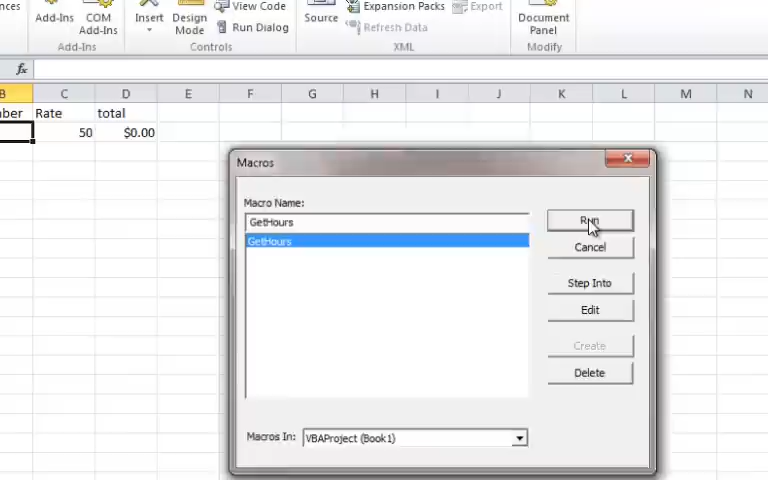 nces
Add-Ins
COM
Add-Ins
Add-Ins
Insert
Design
Mode
View Code
Run Dialog
Controls
Source
Expansion Packs
Refresh Data
Export
XML
Document
Panel
Modify
fx
B C D E F G H I J K L M N
nber Rate total
50 $0.00
Macros
Macro Name:
GetHours
GetHours
Run
Cancel
Step Into
Edit
Create
Delete
Macros In: VBAProject (Book1)